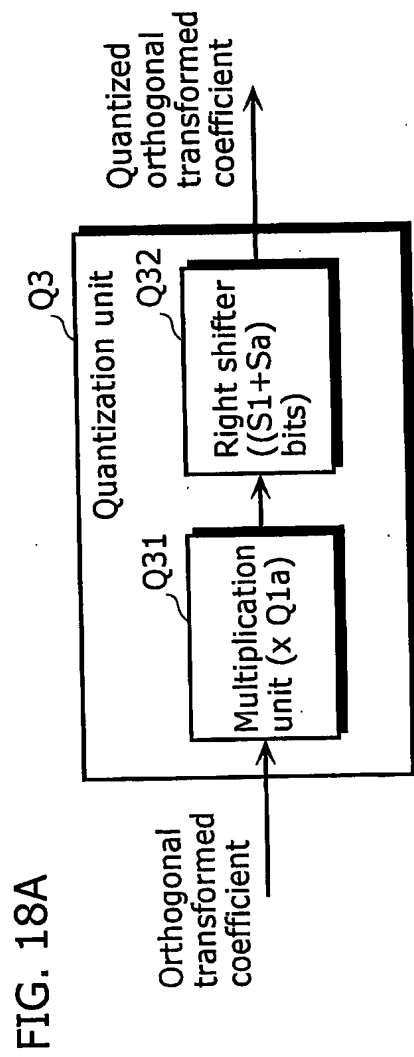 FIG. 18A
Orthogonal
transformed
coefficient
Quantization unit
Q3
Q31
Multiplication
unit (x Q1a)
Q32
Right shifter
((S1+Sa)
bits)
Quantized
orthogonal
transformed
coefficient